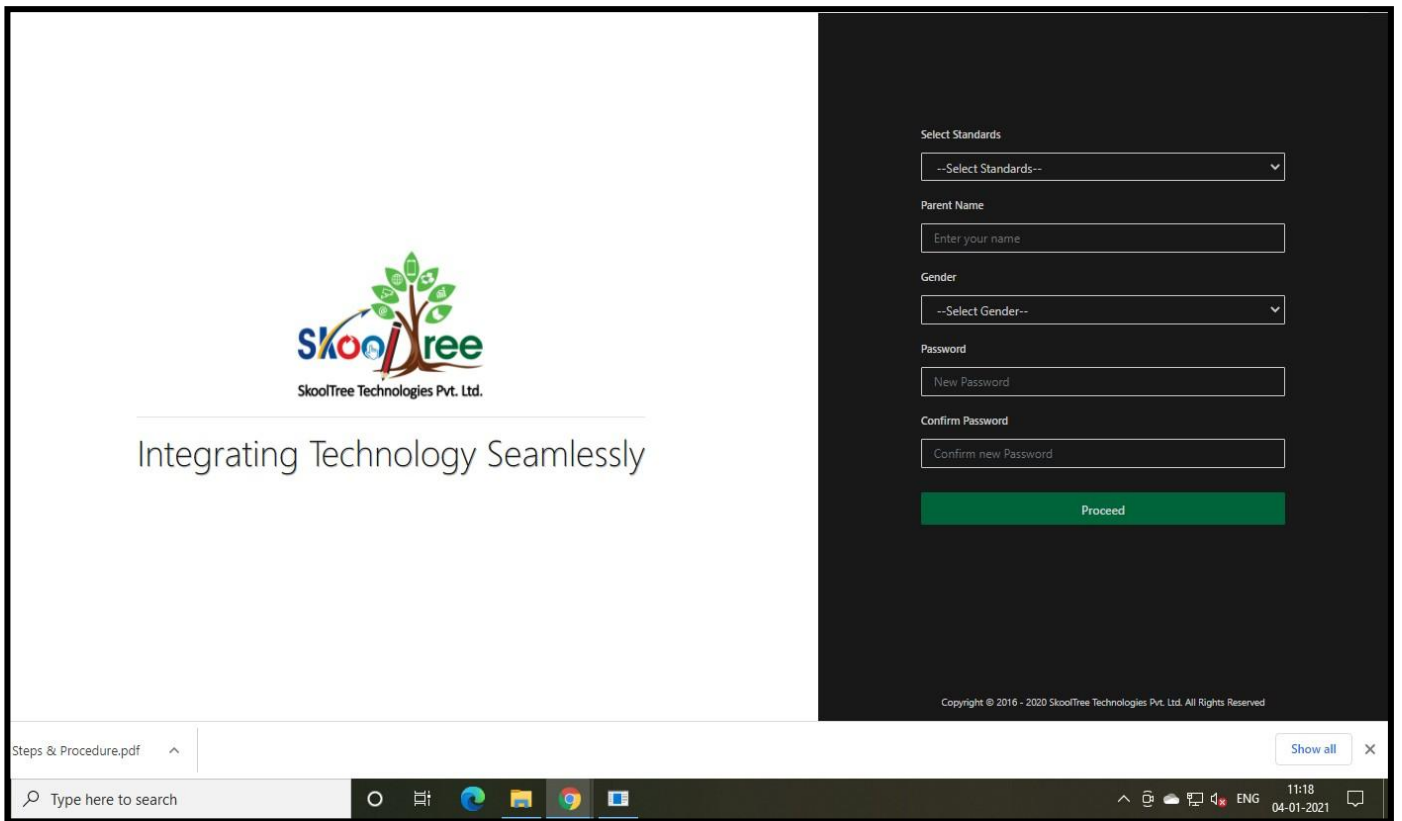 Select Standards
--Select Standards--
Parent Name
Enter your name
Gender
--Select Gender--
Password
New Password
Confirm Password
Confirm new Password
Proceed
SkoolTree
SkoolTree Technologies Pvt. Ltd.
Integrating Technology Seamlessly
Copyright © 2016 - 2020 SkoolTree Technologies Pvt. Ltd. All Rights Reserved
Steps & Procedure.pdf
Show all
Type here to search
ENG
11:18
04-01-2021